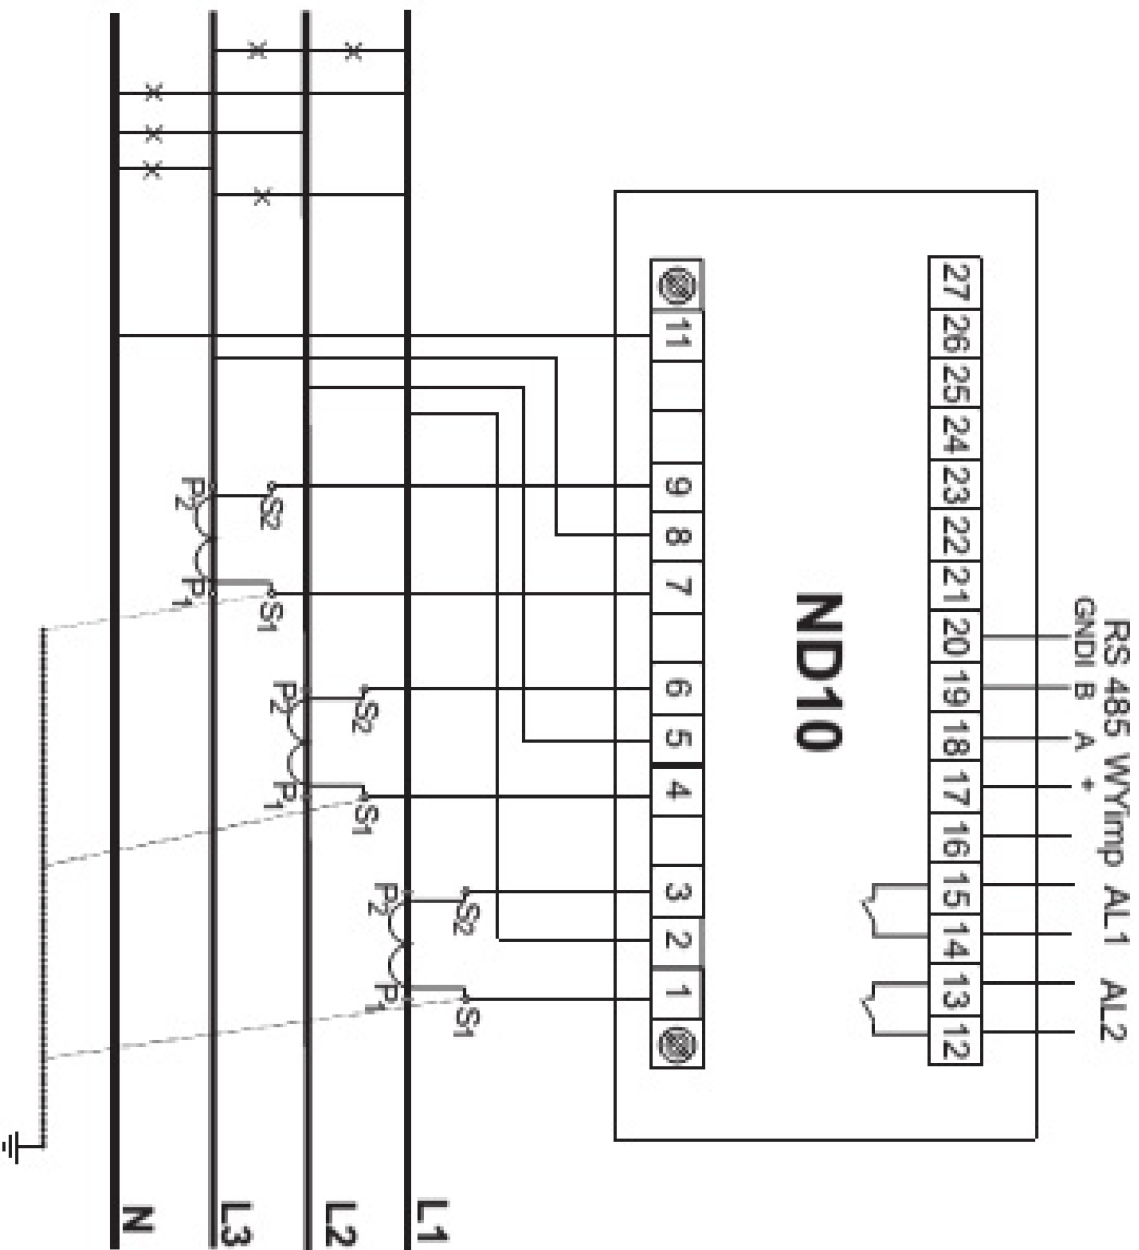 RS 485 WYimp AL1 AL2
GNDI B A +
27 26 25 24 23 22 21 20 19 18 17 16 15 14 13 12
ND10
11 9 8 7 6 5 4 3 2 1
S2 S1
P2 P1
S2 S1
P2 P1
S2 S1
P2 P1
L1
L2
L3
N